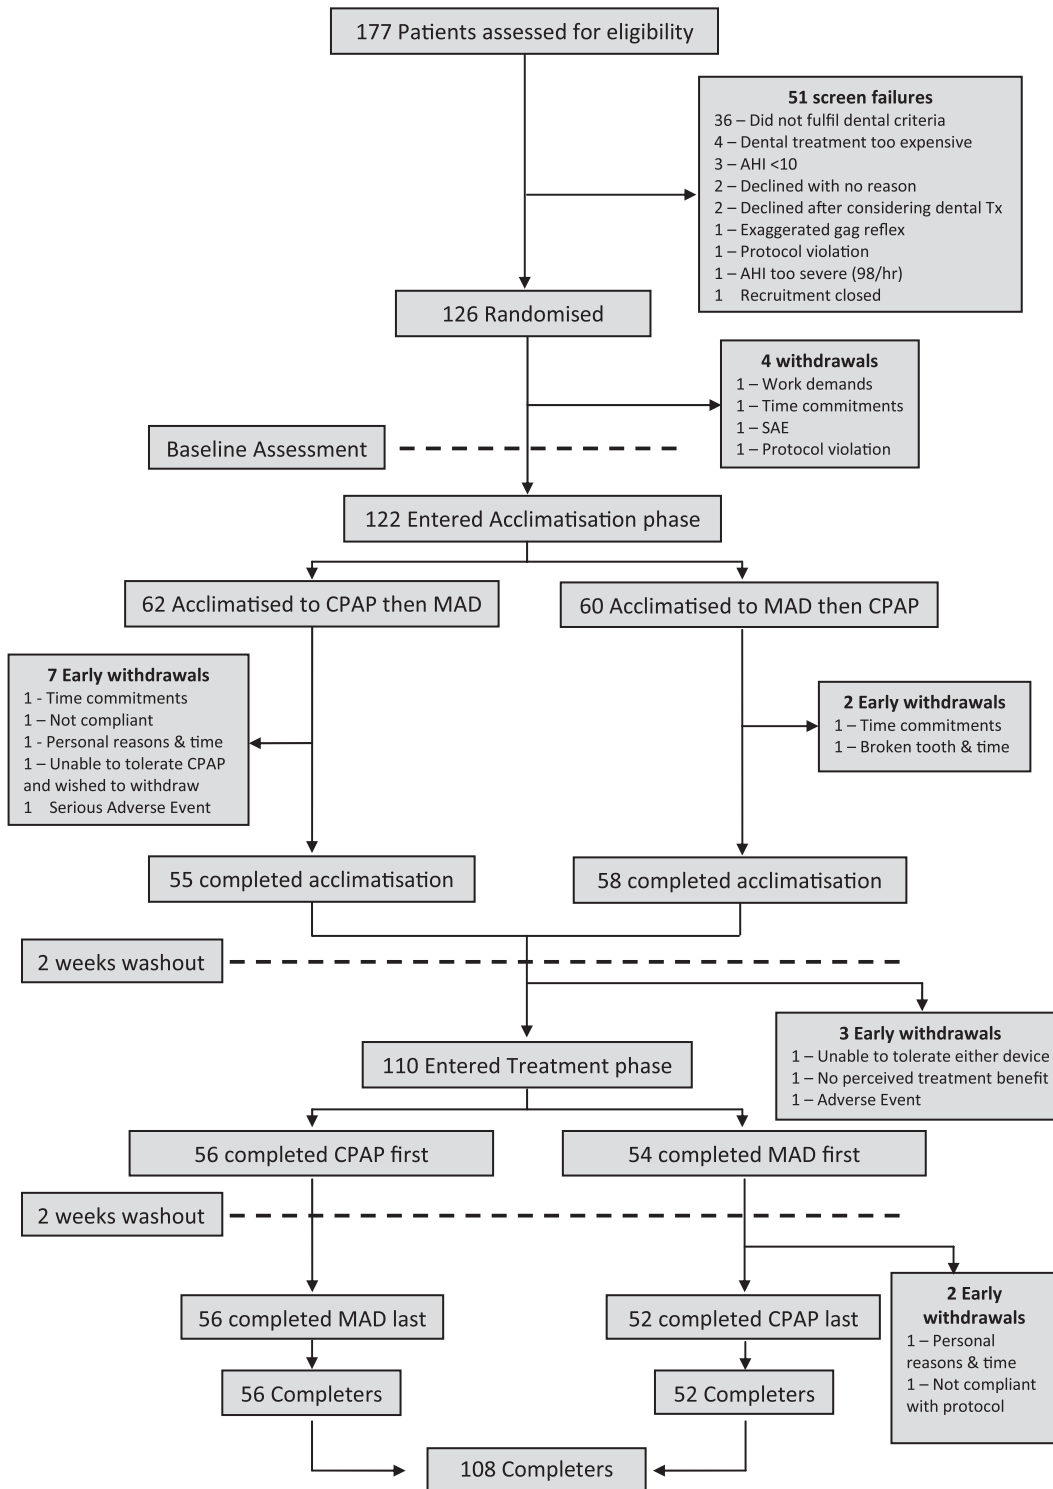 177 Patients assessed for eligibility
51 screen failures
36 – Did not fulfil dental criteria
4 – Dental treatment too expensive
3 – AHI <10
2 – Declined with no reason
2 – Declined after considering dental Tx
1 – Exaggerated gag reflex
1 – Protocol violation
1 – AHI too severe (98/hr)
1 Recruitment closed
126 Randomised
4 withdrawals
1 – Work demands
1 – Time commitments
1 – SAE
1 – Protocol violation
Baseline Assessment
122 Entered Acclimatisation phase
62 Acclimatised to CPAP then MAD
60 Acclimatised to MAD then CPAP
7 Early withdrawals
1 - Time commitments
1 – Not compliant
1 - Personal reasons & time
1 – Unable to tolerate CPAP
and wished to withdraw
1 Serious Adverse Event
2 Early withdrawals
1 – Time commitments
1 – Broken tooth & time
55 completed acclimatisation
58 completed acclimatisation
2 weeks washout
3 Early withdrawals
1 – Unable to tolerate either device
1 – No perceived treatment benefit
1 – Adverse Event
110 Entered Treatment phase
56 completed CPAP first
54 completed MAD first
2 weeks washout
2 Early
withdrawals
1 – Personal
reasons & time
1 – Not compliant
with protocol
56 completed MAD last
52 completed CPAP last
56 Completers
52 Completers
108 Completers